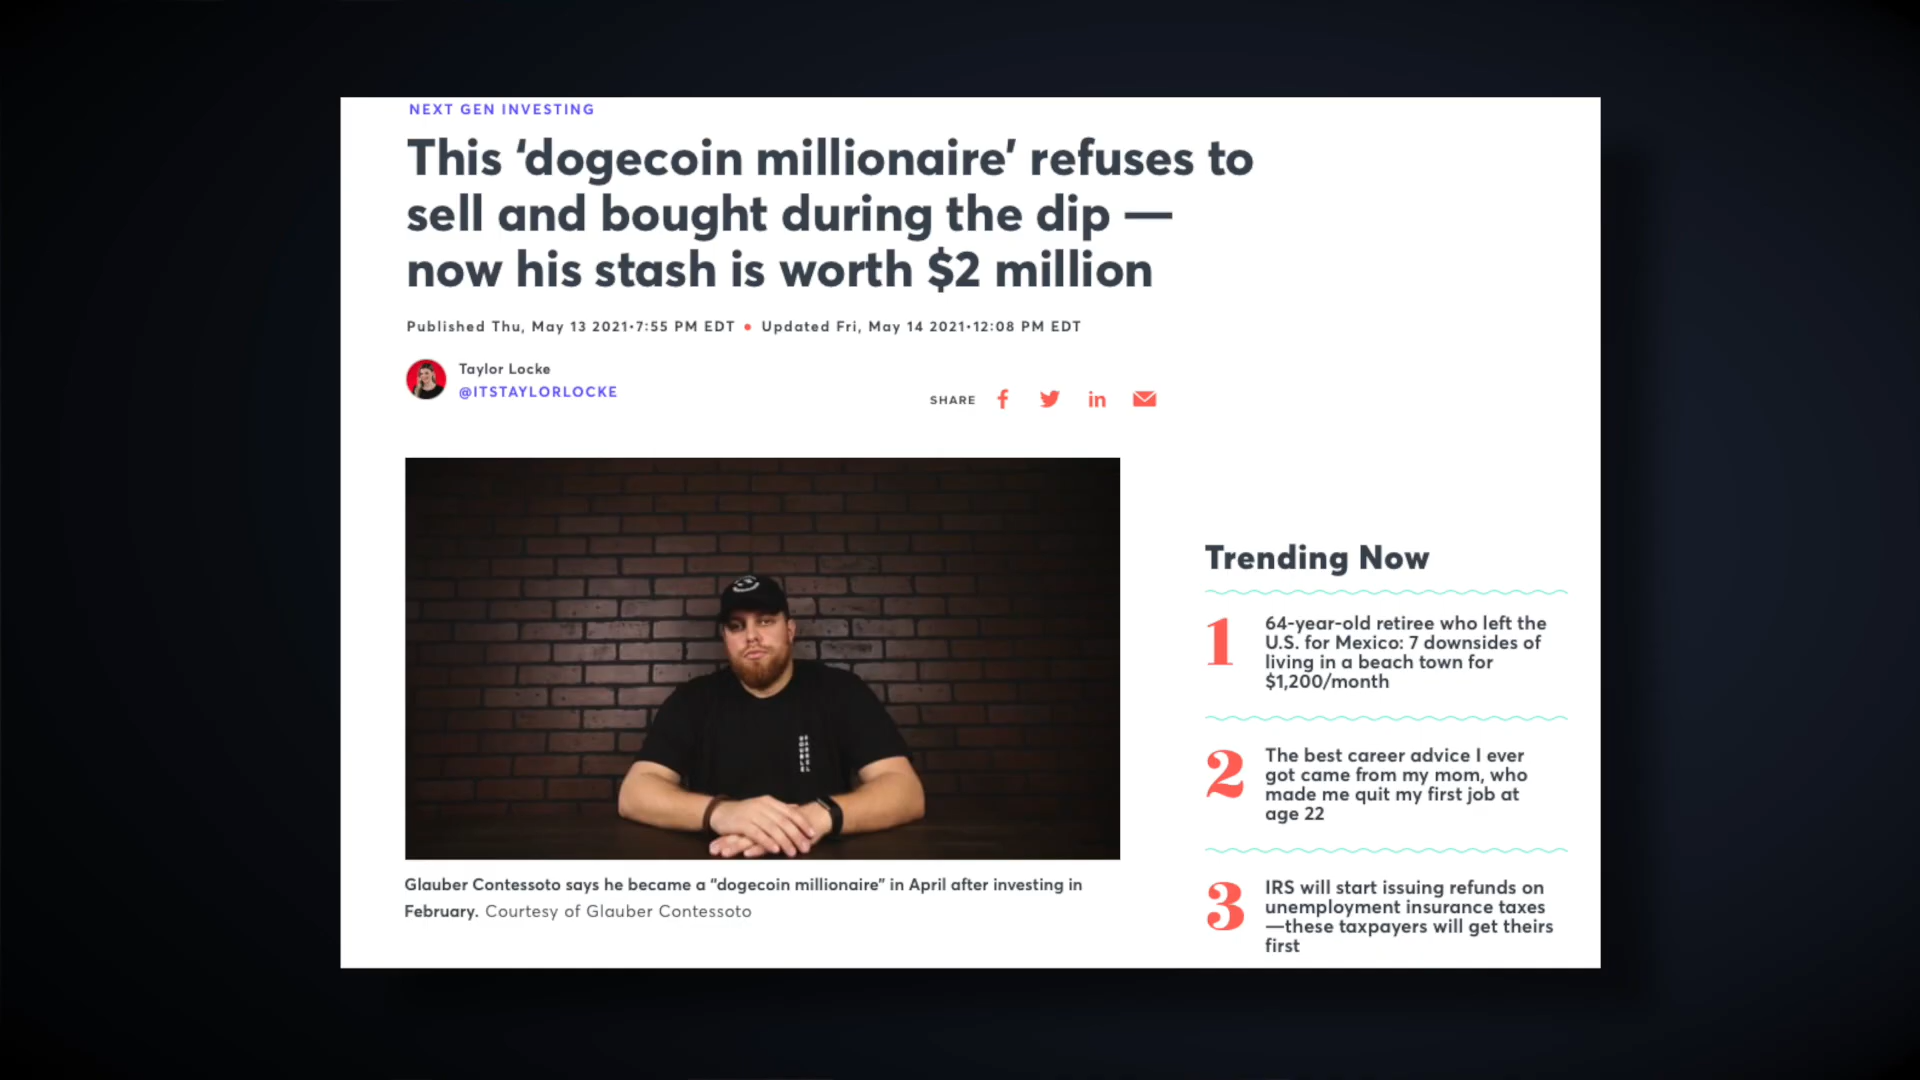 NEXT GEN INVESTING
This ‘dogecoin millionaire’ refuses to
sell and bought during the dip —
now his stash is worth $2 million
Published Thu, May 13 2021•7:55 PM EDT • Updated Fri, May 14 2021•12:08 PM EDT
Taylor Locke
@ITSTAYLORLOCKE
SHARE
Glauber Contessoto says he became a “dogecoin millionaire” in April after investing in
February. Courtesy of Glauber Contessoto
Trending Now
1
64-year-old retiree who left the
U.S. for Mexico: 7 downsides of
living in a beach town for
$1,200/month
2
The best career advice I ever
got came from my mom, who
made me quit my first job at
age 22
3
IRS will start issuing refunds on
unemployment insurance taxes
—these taxpayers will get theirs
first